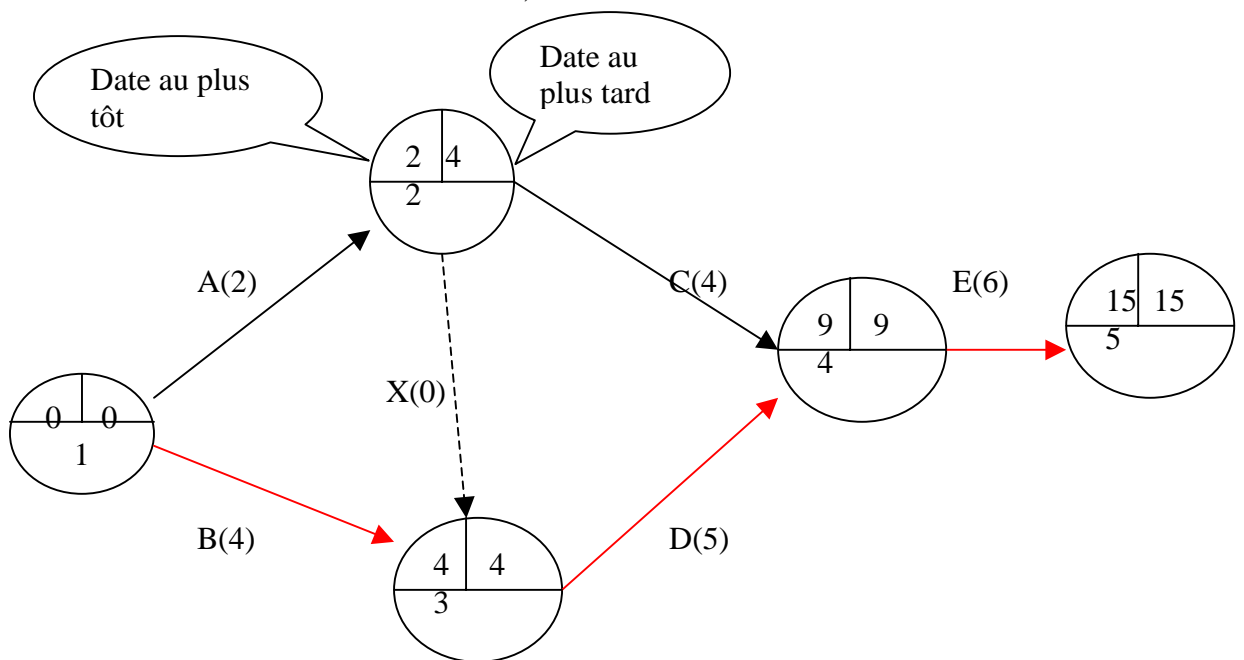 Date au plus
tôt
Date au
plus tard
2 4
2
A(2)
C(4)
E(6)
15 15
5
9 9
4
X(0)
0 0
1
B(4)
D(5)
4 4
3